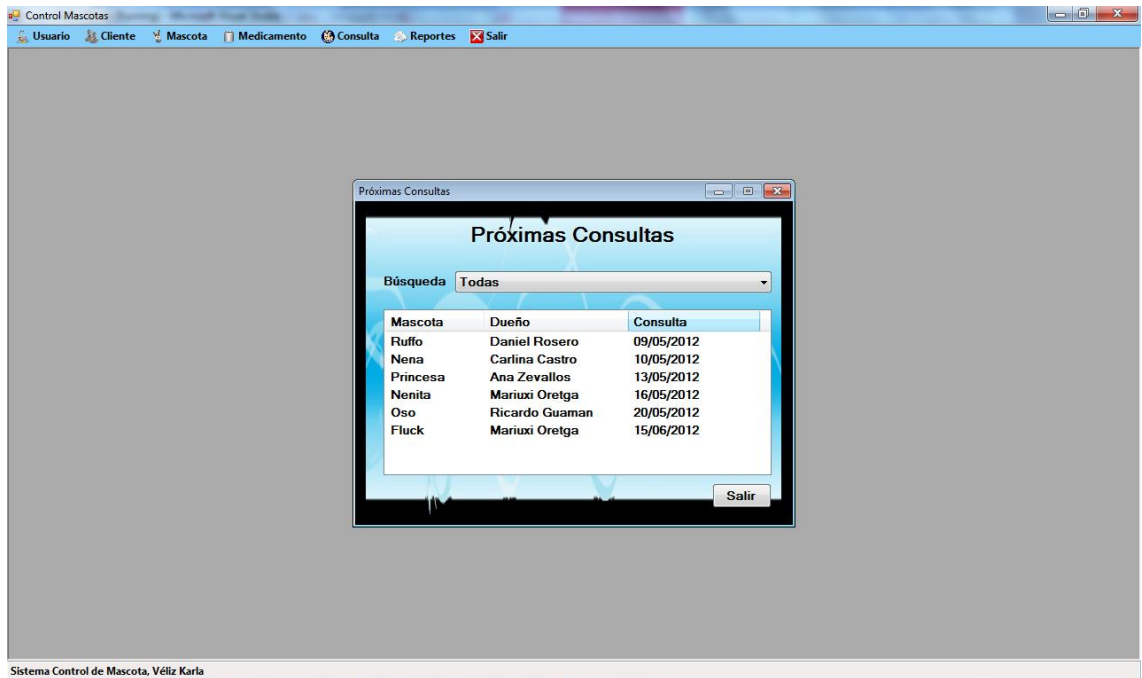 Control Mascotas
Usuario Cliente Mascota Medicamento Consulta Reportes Salir
Próximas Consultas
Próximas Consultas
Búsqueda Todas
Mascota Dueño Consulta
Ruffo Daniel Rosero 09/05/2012
Nena Carlina Castro 10/05/2012
Princesa Ana Zevallos 13/05/2012
Nenita Mariuxi Oretga 16/05/2012
Oso Ricardo Guaman 20/05/2012
Fluck Mariuxi Oretga 15/06/2012
Salir
Sistema Control de Mascota, Véliz Karla